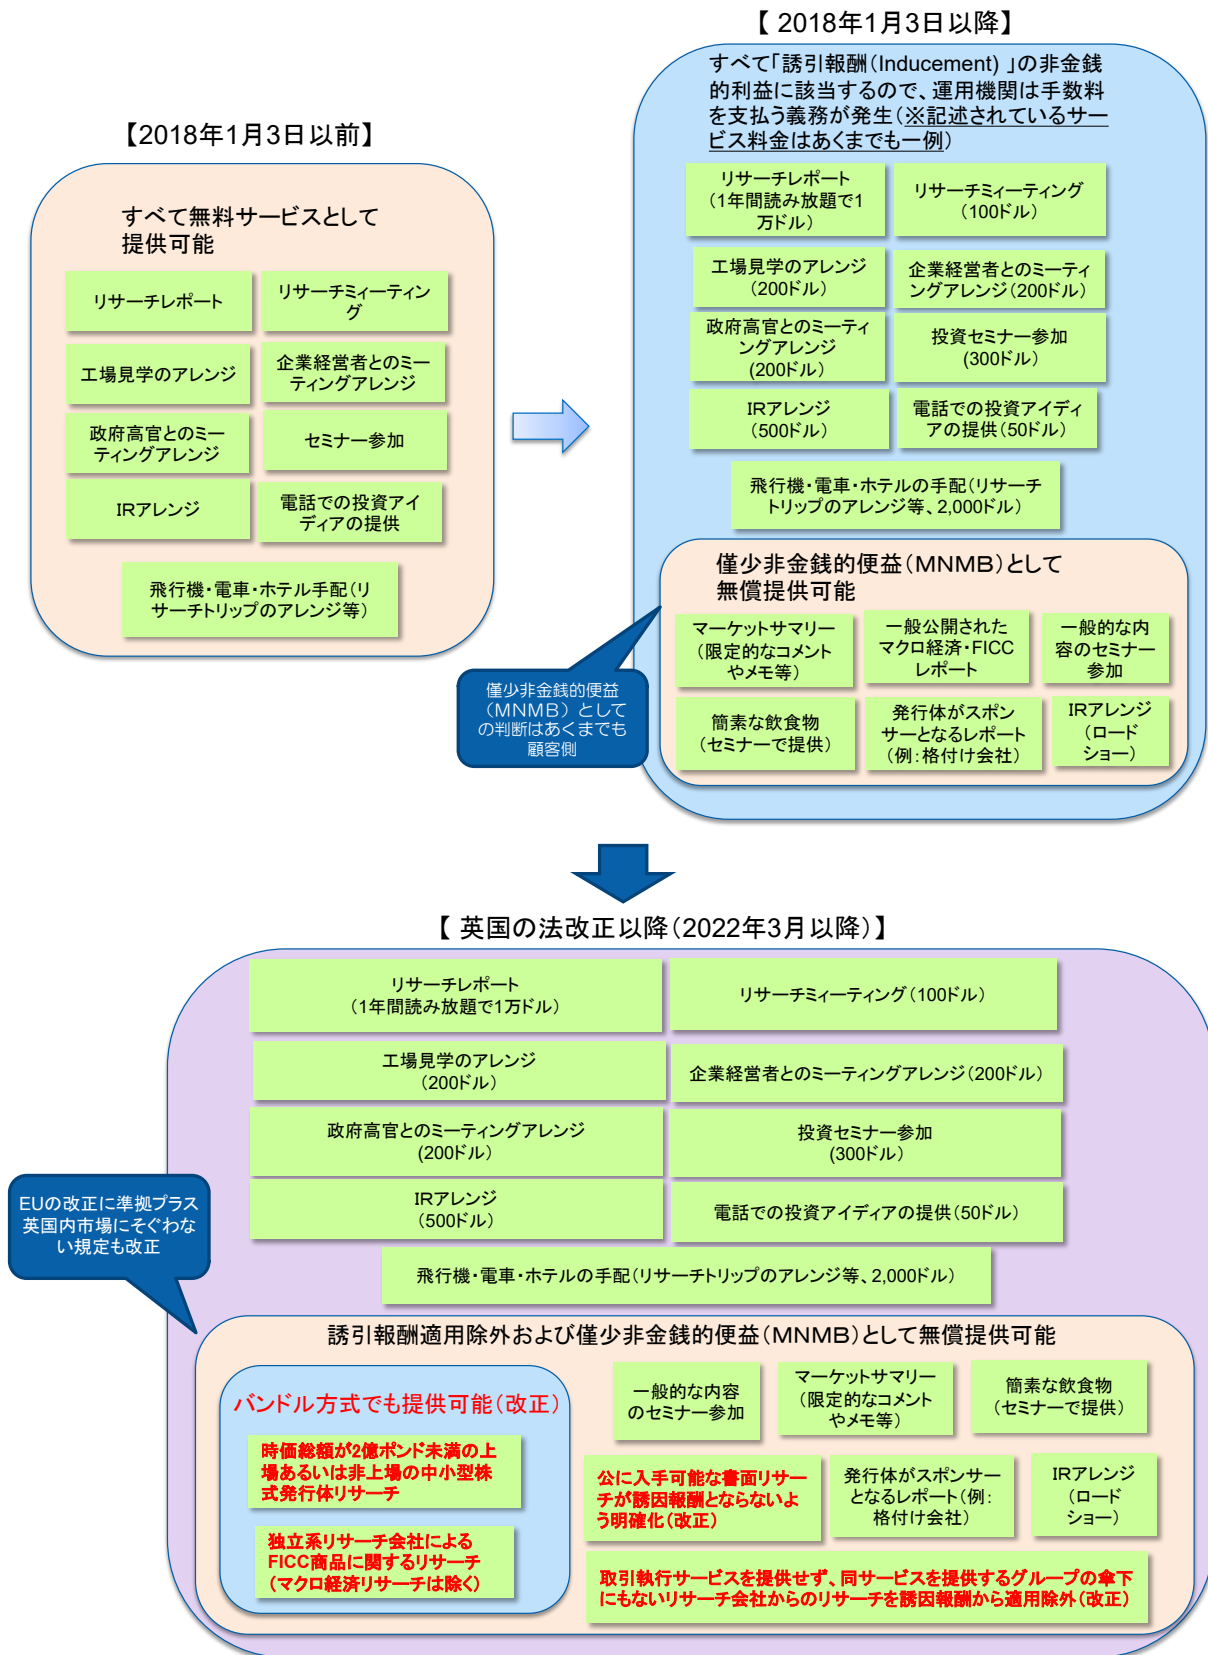 【2018年1月3日以前】
すべて無料サービスとして
提供可能
リサーチレポート
リサーチミィーティン
グ
工場見学のアレンジ
企業経営者とのミー
ティングアレンジ
政府高官とのミー
ティングアレンジ
セミナー参加
IRアレンジ
電話での投資アイ
ディアの提供
飛行機・電車・ホテル手配(リ
サーチトリップのアレンジ等)
【 2018年1月3日以降】
すべて「誘引報酬(Inducement) 」の非金銭
的利益に該当するので、運用機関は手数料
を支払う義務が発生(※記述されているサー
ビス料金はあくまでも一例)
リサーチレポート
(1年間読み放題で1
万ドル)
リサーチミィーティング
(100ドル)
工場見学のアレンジ
(200ドル)
企業経営者とのミーティ
ングアレンジ(200ドル)
政府高官とのミーティ
ングアレンジ
(200ドル)
投資セミナー参加
(300ドル)
IRアレンジ
(500ドル)
電話での投資アイディ
アの提供(50ドル)
飛行機・電車・ホテルの手配(リサーチ
トリップのアレンジ等、2,000ドル)
僅少非金銭的便益(MNMB)として
無償提供可能
マーケットサマリー
(限定的なコメント
やメモ等)
一般公開された
マクロ経済・FICC
レポート
一般的な内
容のセミナー
参加
簡素な飲食物
(セミナーで提供)
発行体がスポン
サーとなるレポート
(例:格付け会社)
IRアレンジ
(ロード
ショー)
僅少非金銭的便益
(MNMB)として
の判断はあくまでも
顧客側
【 英国の法改正以降(2022年3月以降)】
リサーチレポート
(1年間読み放題で1万ドル)
リサーチミィーティング(100ドル)
工場見学のアレンジ
(200ドル)
企業経営者とのミーティングアレンジ(200ドル)
政府高官とのミーティングアレンジ
(200ドル)
投資セミナー参加
(300ドル)
IRアレンジ
(500ドル)
電話での投資アイディアの提供(50ドル)
飛行機・電車・ホテルの手配(リサーチトリップのアレンジ等、2,000ドル)
EUの改正に準拠プラス
英国内市場にそぐわな
い規定も改正
誘引報酬適用除外および僅少非金銭的便益(MNMB)として無償提供可能
バンドル方式でも提供可能(改正)
時価総額が2億ポンド未満の上
場あるいは非上場の中小型株
式発行体リサーチ
独立系リサーチ会社による
FICC商品に関するリサーチ
(マクロ経済リサーチは除く)
一般的な内容
のセミナー参加
マーケットサマリー
(限定的なコメント
やメモ等)
簡素な飲食物
(セミナーで提供)
公に入手可能な書面リサー
チが誘因報酬とならないよ
う明確化(改正)
発行体がスポンサー
となるレポート(例:
格付け会社)
IRアレンジ
(ロード
ショー)
取引執行サービスを提供せず、同サービスを提供するグループの傘下
にもないリサーチ会社からのリサーチを誘因報酬から適用除外(改正)